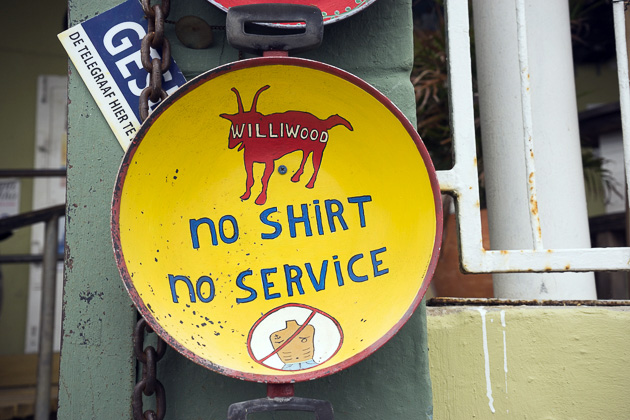 GES
DE TELEGRAAF HIER TE
WILLIWOOD
no SHiRT
no SERVICE